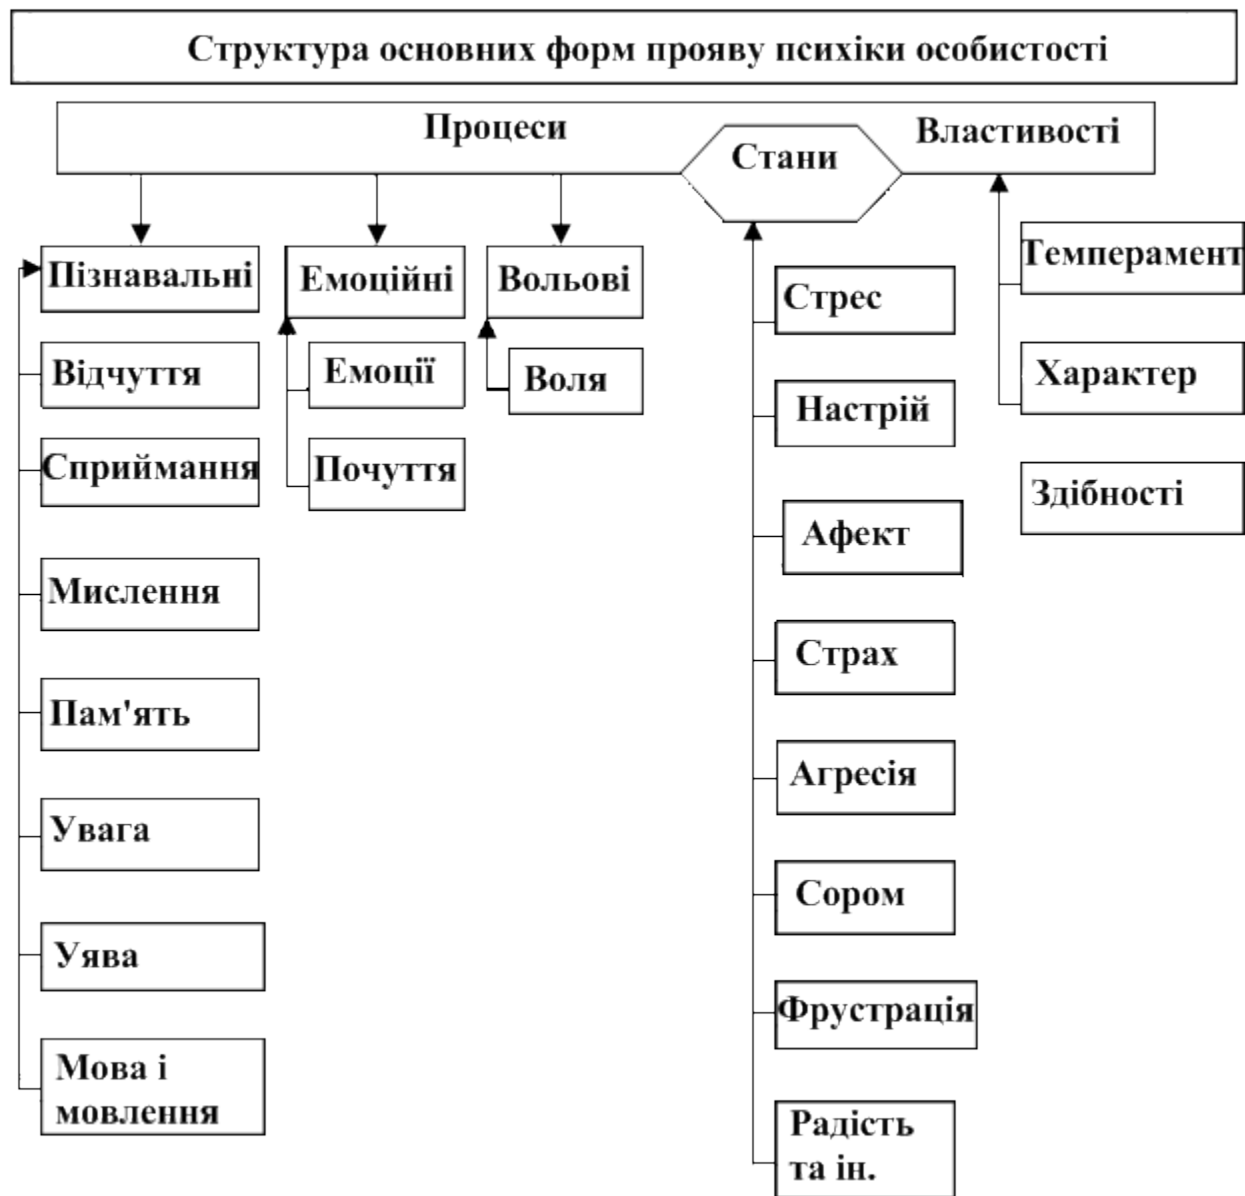 Структура основних форм прояву психіки особистості
Процеси
Стани
Властивості
Пізнавальні
Відчуття
Сприймання
Мислення
Пам'ять
Увага
Уява
Мова і
мовлення
Емоційні
Емоції
Почуття
Вольові
Воля
Стрес
Настрій
Афект
Страх
Агресія
Сором
Фрустрація
Радість
та ін.
Темперамент
Характер
Здібності